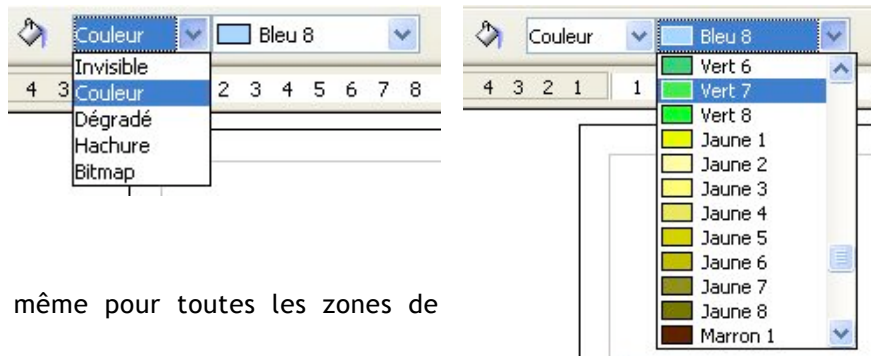 Couleur Bleu 8
Invisible
Couleur
Dégradé
Hachure
Bitmap
4 3 2 3 4 5 6 7 8
même pour toutes les zones de
Couleur Bleu 8
4 3 2 1 1
Vert 6
Vert 7
Vert 8
Jaune 1
Jaune 2
Jaune 3
Jaune 4
Jaune 5
Jaune 6
Jaune 7
Jaune 8
Marron 1